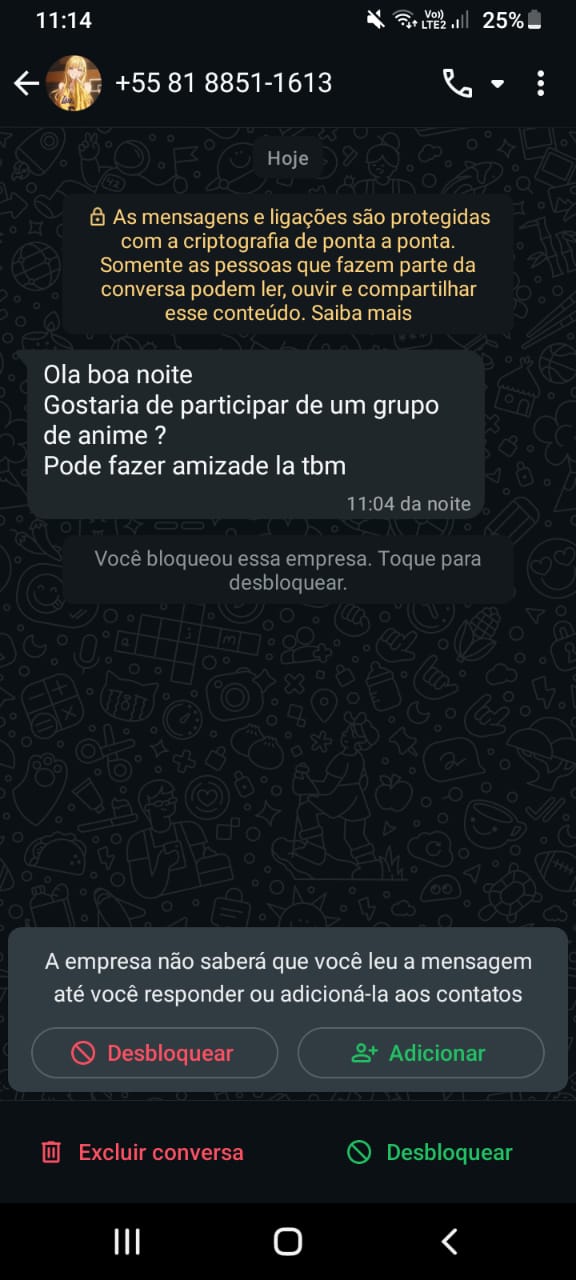 11:14
Vo))
LTE2
25%
+55 81 8851-1613
Hoje
As mensagens e ligações são protegidas
com a criptografia de ponta a ponta.
Somente as pessoas que fazem parte da
conversa podem ler, ouvir e compartilhar
esse conteúdo. Saiba mais
Ola boa noite
Gostaria de participar de um grupo
de anime ?
Pode fazer amizade la tbm
11:04 da noite
Você bloqueou essa empresa. Toque para
desbloquear.
A empresa não saberá que você leu a mensagem
até você responder ou adicioná-la aos contatos
Desbloquear
Adicionar
Excluir conversa
Desbloquear